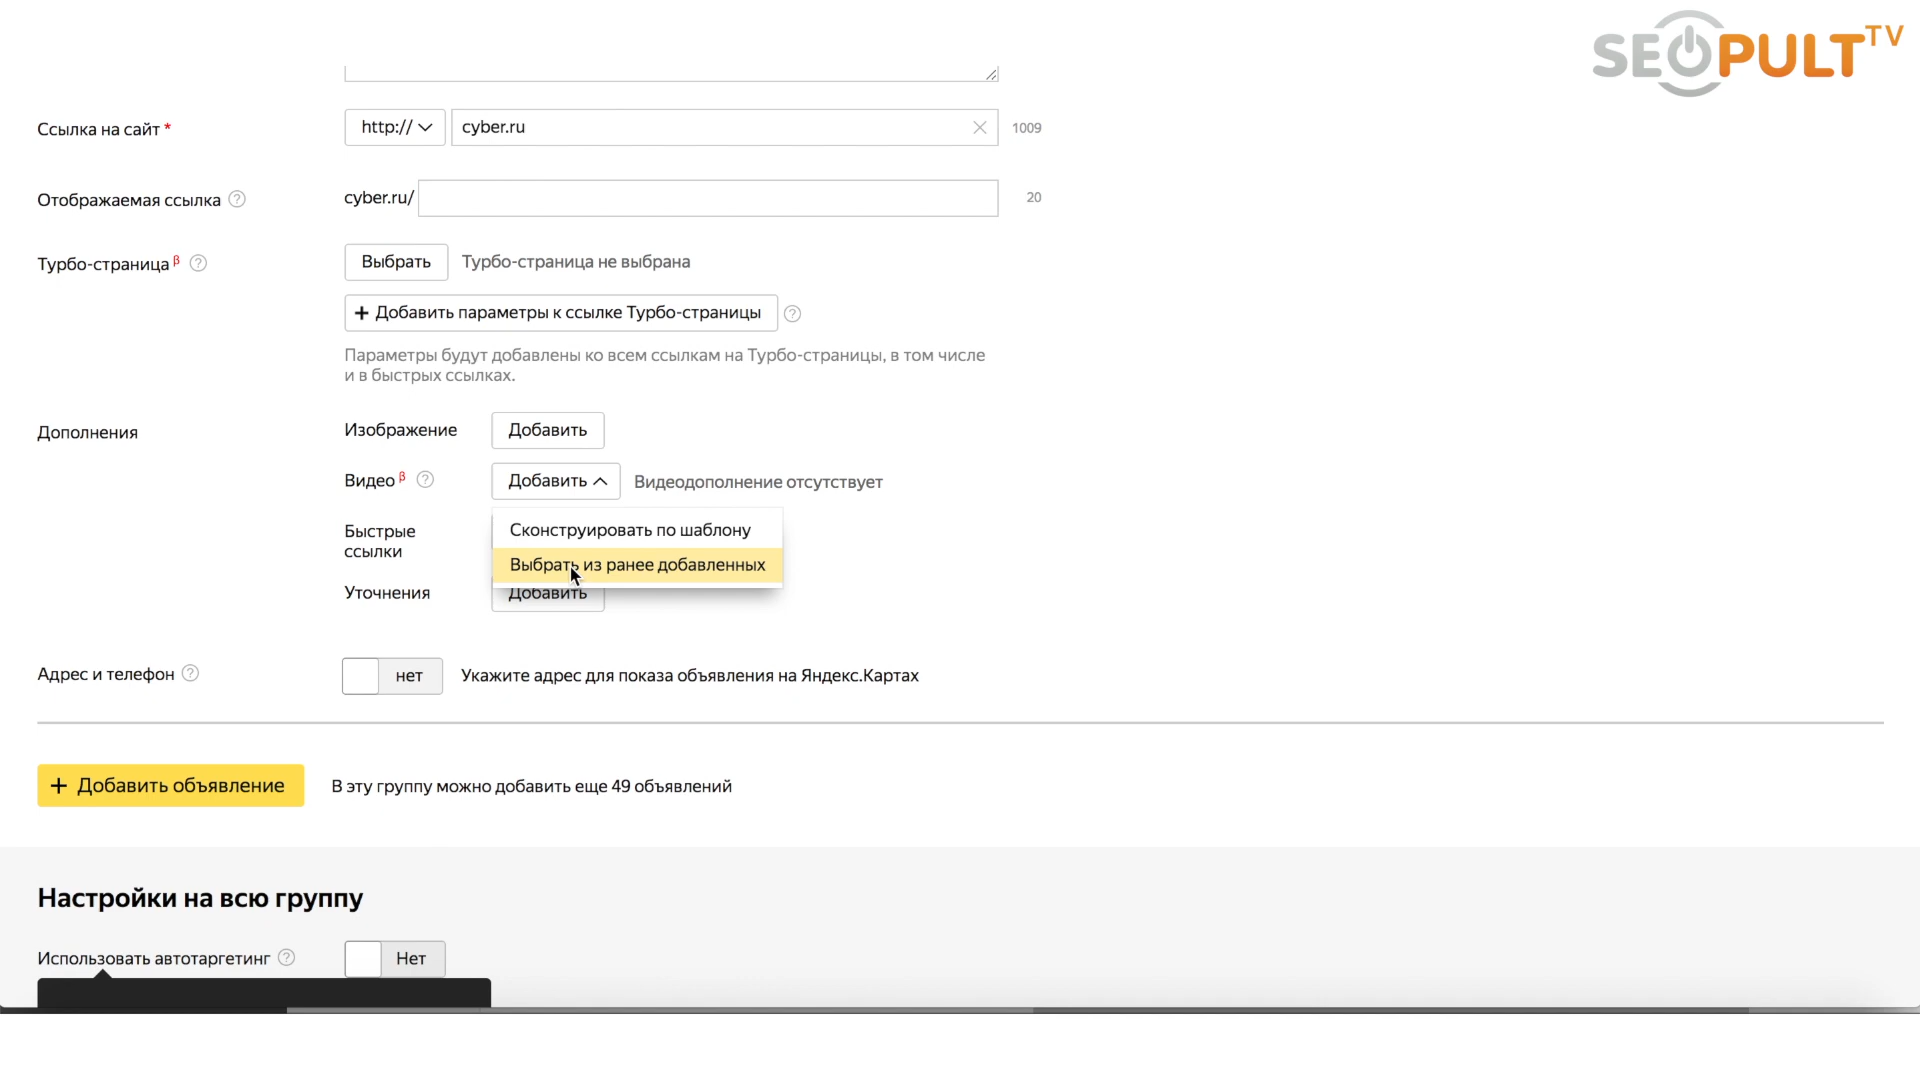 SEOPULT TV
Ссылка на сайт *
http://
cyber.ru
1009
Отображаемая ссылка ?
cyber.ru/
20
Турбо-страница β ?
Выбрать
Турбо-страница не выбрана
+ Добавить параметры к ссылке Турбо-страницы ?
Параметры будут добавлены ко всем ссылкам на Турбо-страницы, в том числе
и в быстрых ссылках.
Дополнения
Изображение
Добавить
Видео β ?
Добавить
Видеодополнение отсутствует
Быстрые
ссылки
Сконструировать по шаблону
Выбрать из ранее добавленных
Уточнения
Добавить
Адрес и телефон ?
нет
Укажите адрес для показа объявления на Яндекс.Картах
+ Добавить объявление
В эту группу можно добавить еще 49 объявлений
Настройки на всю группу
Использовать автотаргетинг ?
Нет